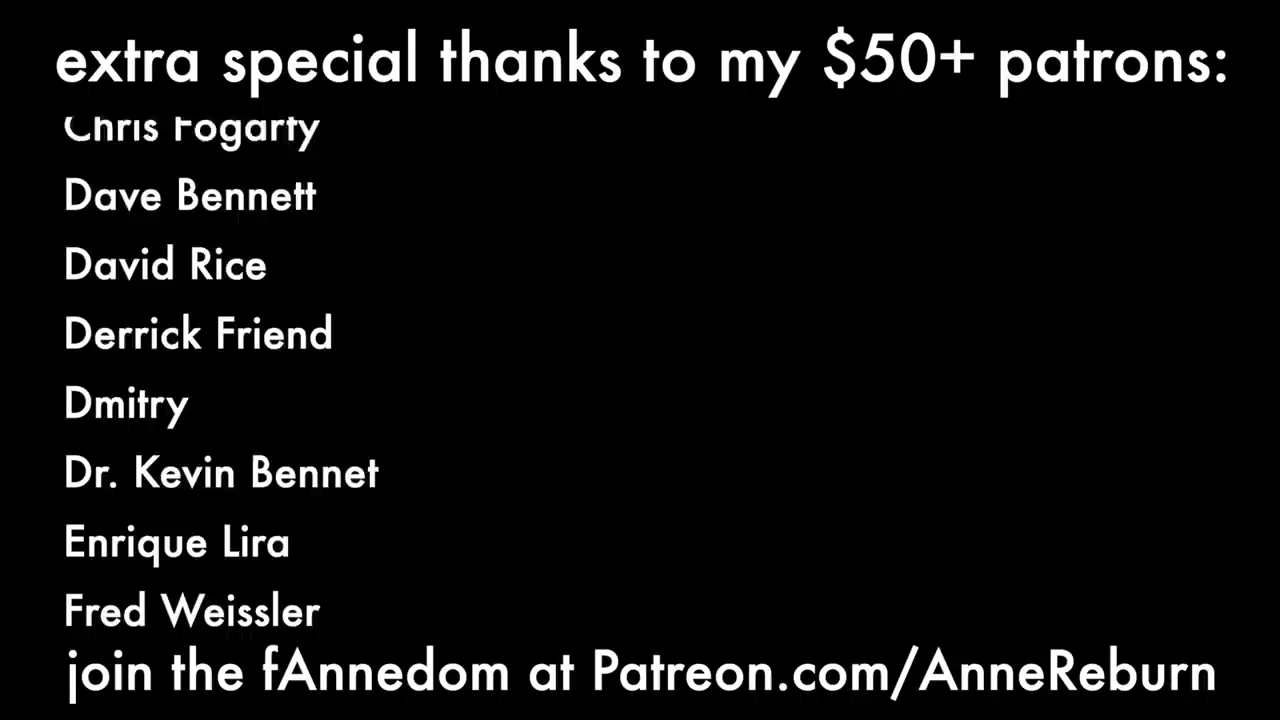 extra special thanks to my $50+ patrons:
Chris Fogarty
Dave Bennett
David Rice
Derrick Friend
Dmitry
Dr. Kevin Bennet
Enrique Lira
Fred Weissler
join the fAnnedom at Patreon.com/AnneReburn